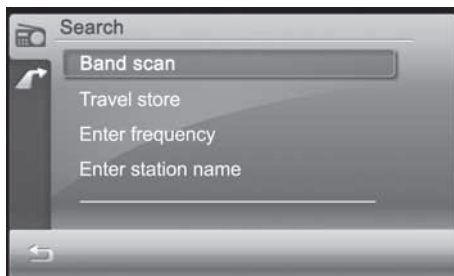 Search
Band scan
Travel store
Enter frequency
Enter station name